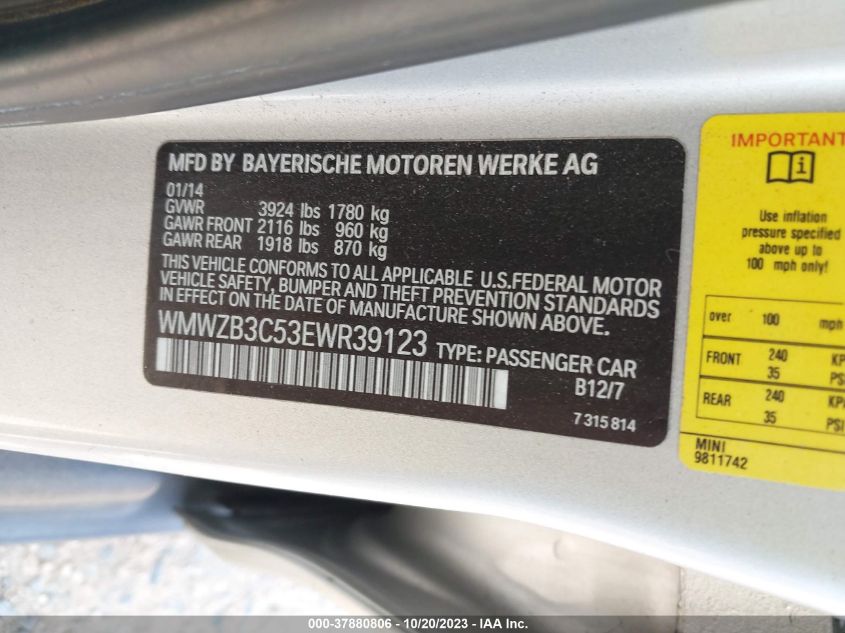 MFD BY BAYERISCHE MOTOREN WERKE AG
01/14
GVWR 3924 lbs 1780 kg
GAWR FRONT 2116 lbs 960 kg
GAWR REAR 1918 lbs 870 kg
THIS VEHICLE CONFORMS TO ALL APPLICABLE U.S.FEDERAL MOTOR
VEHICLE SAFETY, BUMPER AND THEFT PREVENTION STANDARDS
IN EFFECT ON THE DATE OF MANUFACTURE SHOWN ABOVE.
WMWZB3C53EWR39123 TYPE: PASSENGER CAR
B12/7
7 315 814
IMPORTANT
Use inflation
pressure specified
above up to
100 mph only!
over 100 mph
FRONT 240
35 PSI
REAR 240
35 PSI
MINI
9811742
000-37880806 - 10/20/2023 - IAA Inc.